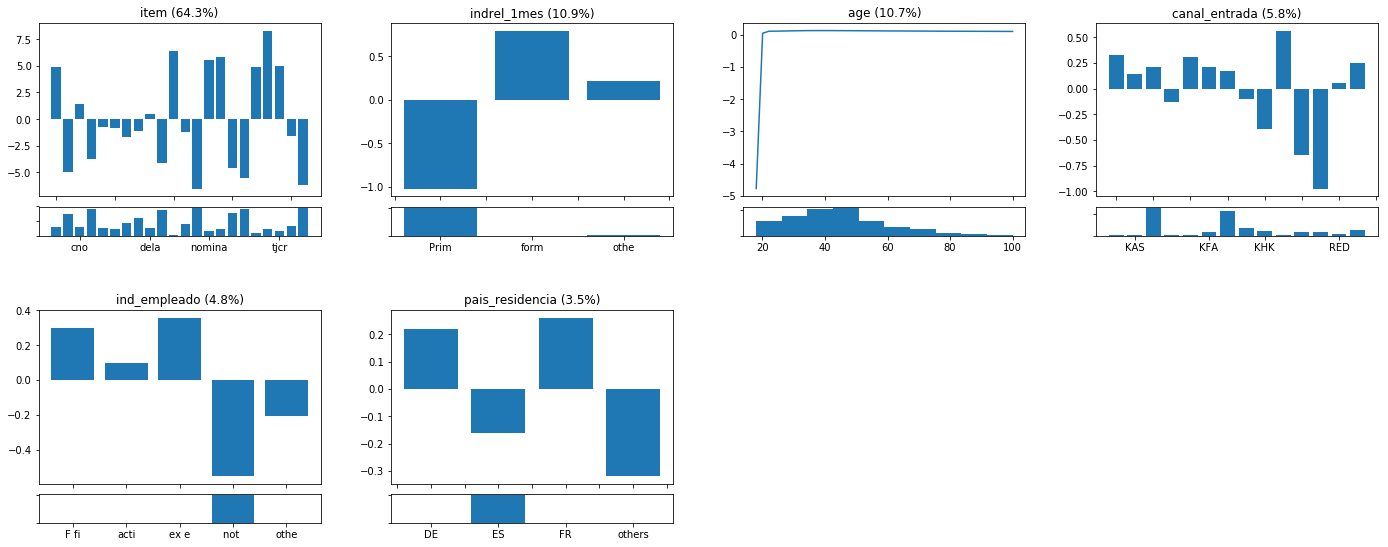 item (64.3%)
7.5
5.0
2.5
0.0
−2.5
−5.0
cno dela nomina tjcr
indrel_1mes (10.9%)
0.5
0.0
−0.5
−1.0
Prim form othe
age (10.7%)
0
−1
−2
−3
−4
−5
20 40 60 80 100
canal_entrada (5.8%)
0.50
0.25
0.00
−0.25
−0.50
−0.75
−1.00
KAS KFA KHK RED
ind_empleado (4.8%)
0.4
0.2
0.0
−0.2
−0.4
F fi acti ex e not othe
pais_residencia (3.5%)
0.2
0.1
0.0
−0.1
−0.2
−0.3
DE ES FR others